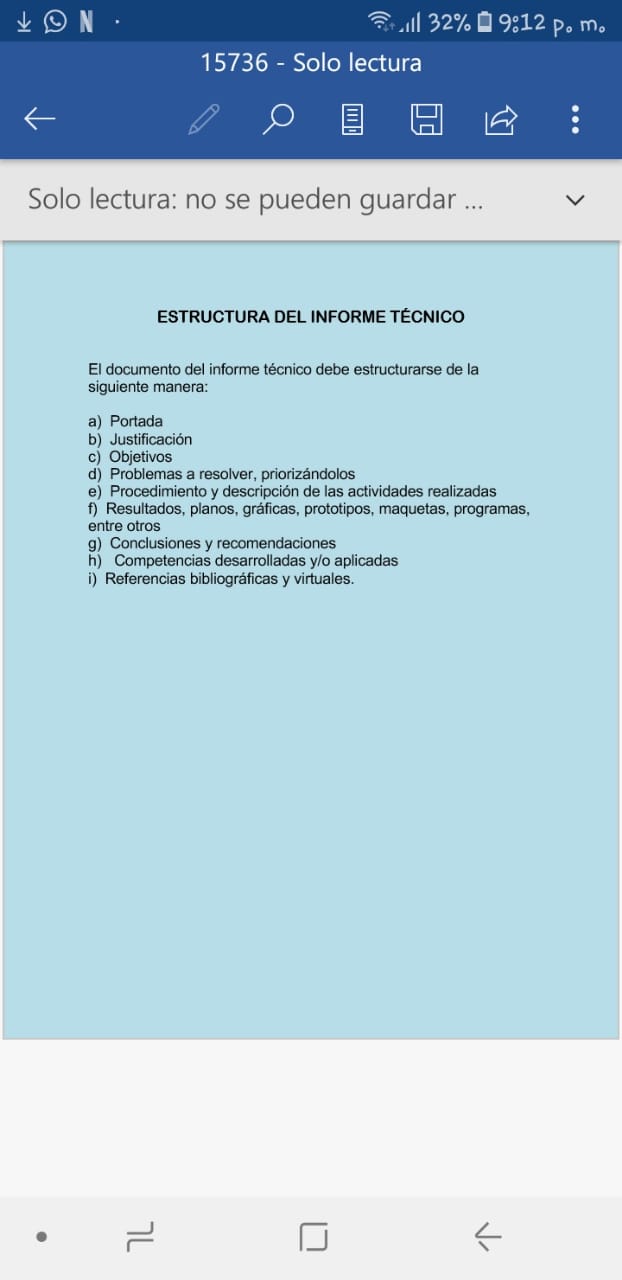 32% 9:12 p. m.
15736 - Solo lectura
Solo lectura: no se pueden guardar ...
ESTRUCTURA DEL INFORME TÉCNICO
El documento del informe técnico debe estructurarse de la
siguiente manera:
a) Portada
b) Justificación
c) Objetivos
d) Problemas a resolver, priorizándolos
e) Procedimiento y descripción de las actividades realizadas
f) Resultados, planos, gráficas, prototipos, maquetas, programas,
entre otros
g) Conclusiones y recomendaciones
h) Competencias desarrolladas y/o aplicadas
i) Referencias bibliográficas y virtuales.